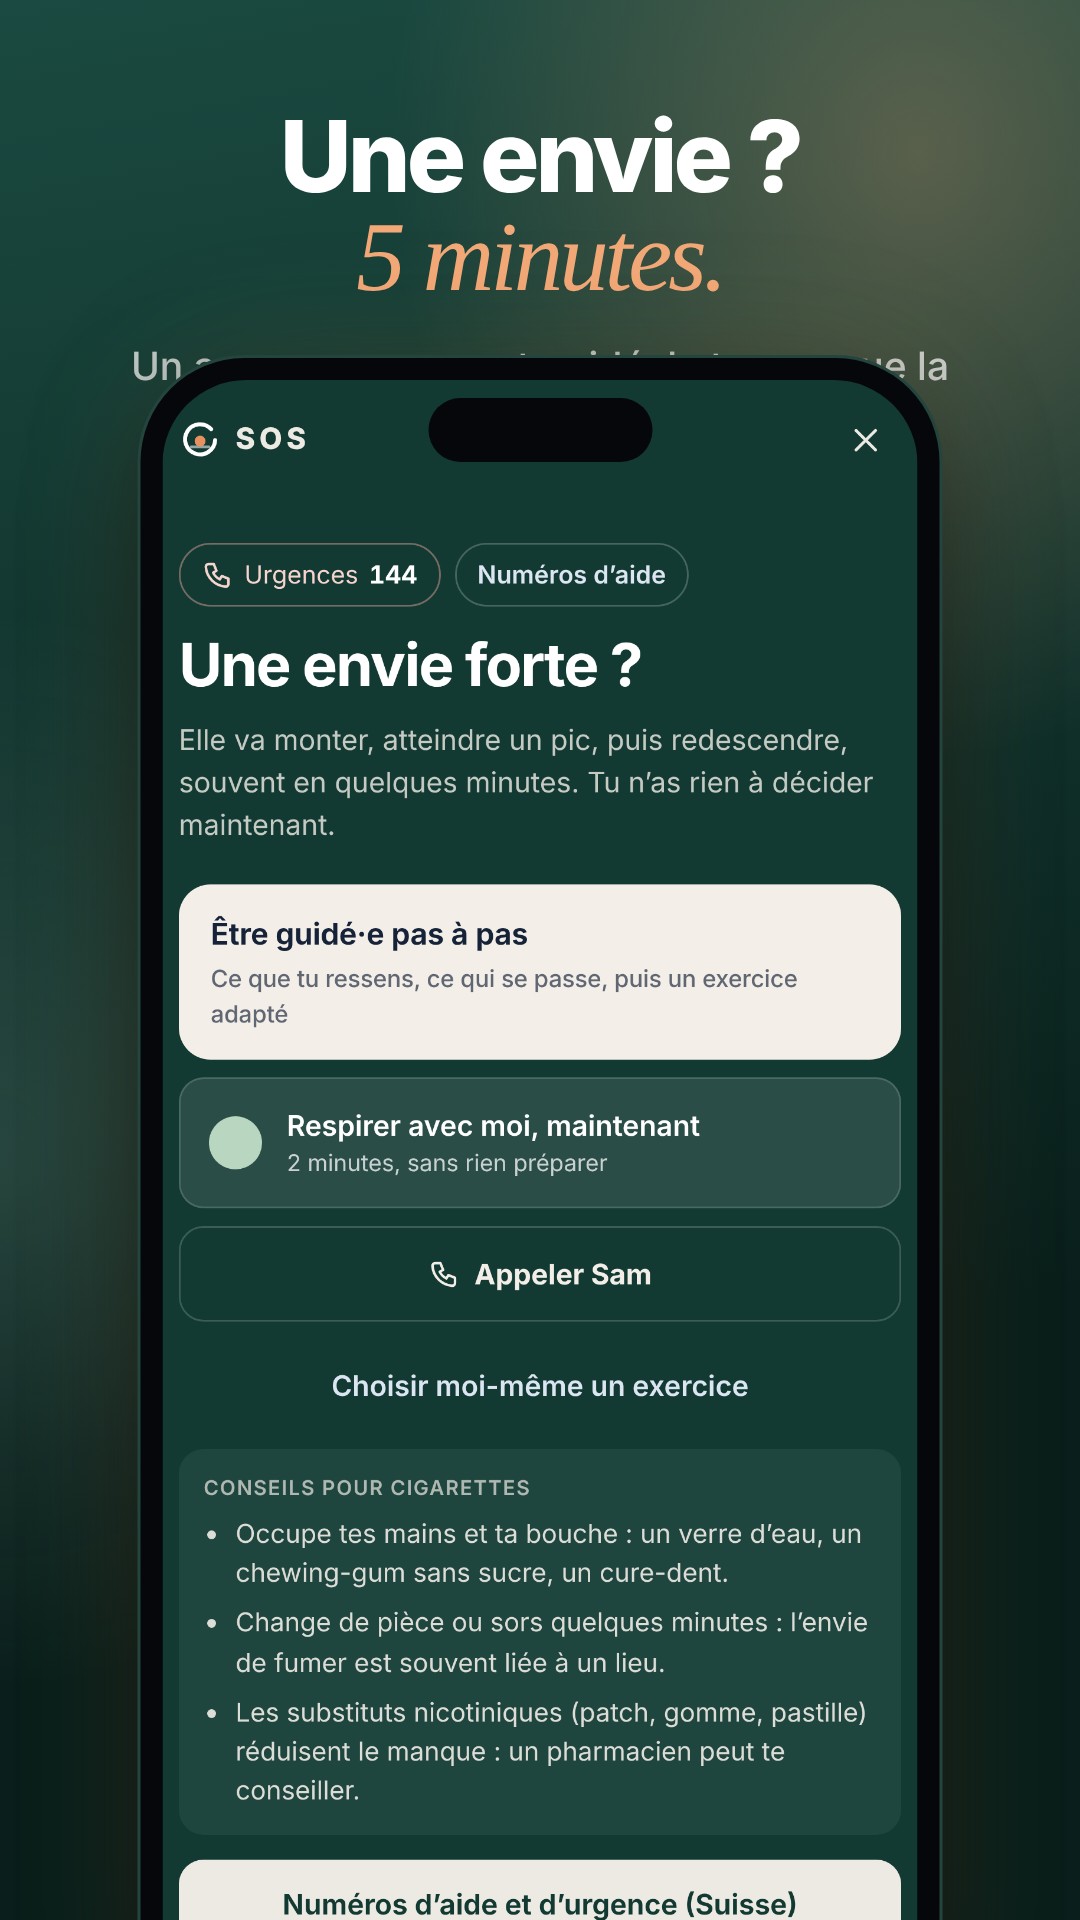 Une envie ?
5 minutes.
Un
la
SOS
Urgences 144
Numéros d’aide
Une envie forte ?
Elle va monter, atteindre un pic, puis redescendre,
souvent en quelques minutes. Tu n’as rien à décider
maintenant.
Être guidé·e pas à pas
Ce que tu ressens, ce qui se passe, puis un exercice
adapté
Respirer avec moi, maintenant
2 minutes, sans rien préparer
Appeler Sam
Choisir moi-même un exercice
CONSEILS POUR CIGARETTES
• Occupe tes mains et ta bouche : un verre d’eau, un
chewing-gum sans sucre, un cure-dent.
• Change de pièce ou sors quelques minutes : l’envie
de fumer est souvent liée à un lieu.
• Les substituts nicotiniques (patch, gomme, pastille)
réduisent le manque : un pharmacien peut te
conseiller.
Numéros d’aide et d’urgence (Suisse)